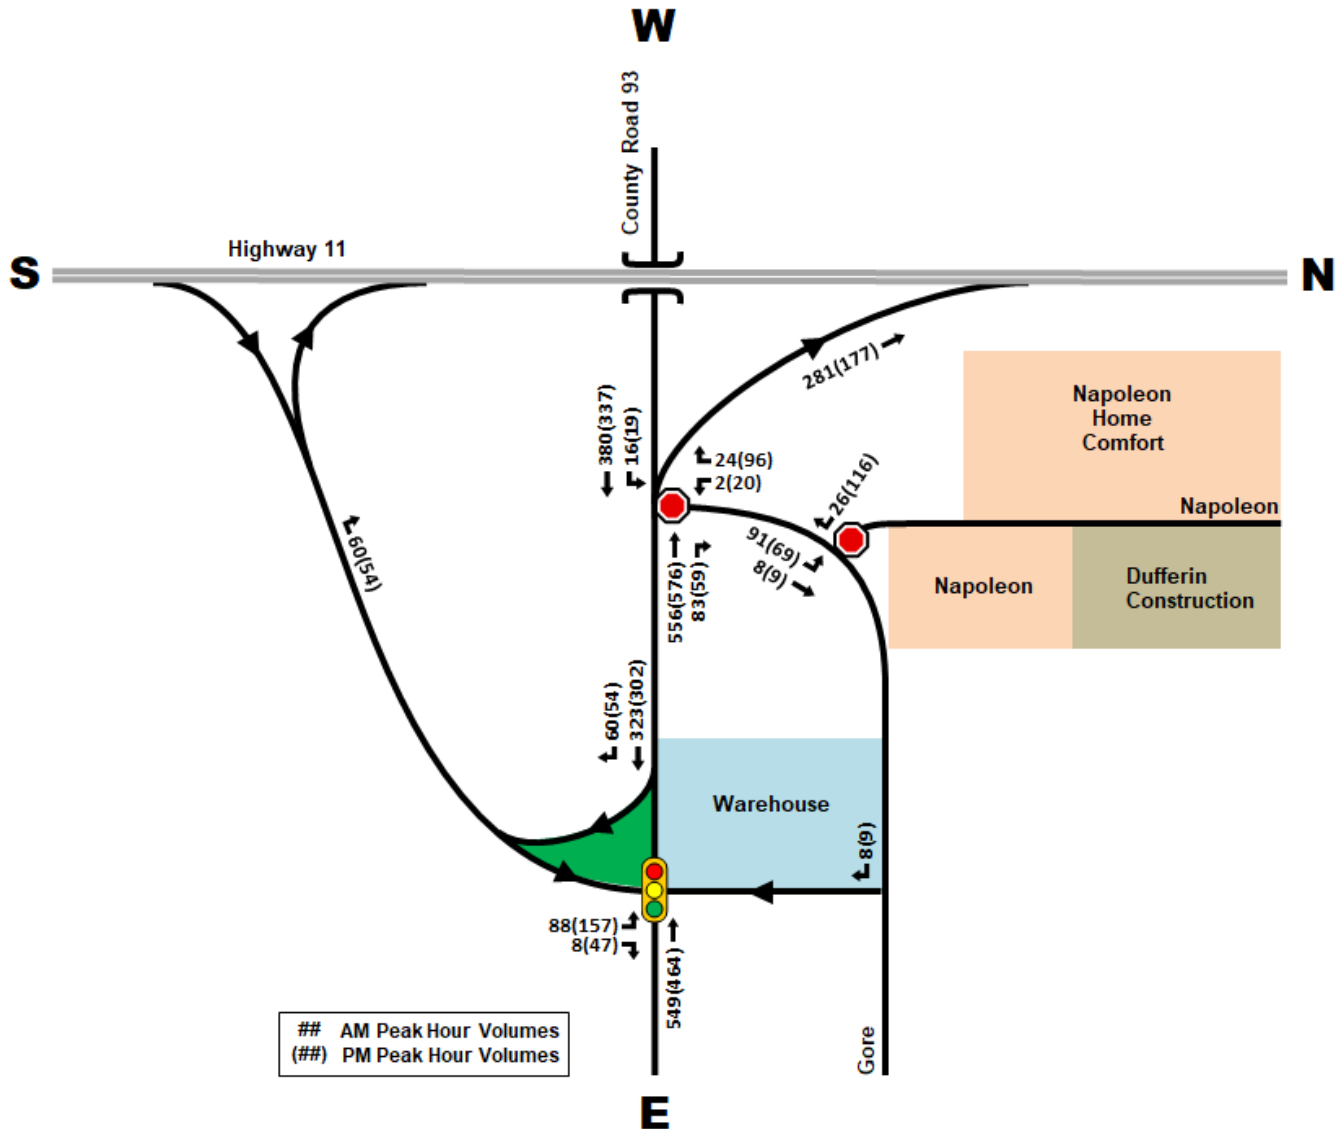 W
County Road 93
Highway 11
S
N
281(177)
380(337)
16(19)
24(96)
2(20)
26(116)
Napoleon
Home
Comfort
Napoleon
91(69)
8(9)
556(576)
83(59)
60(54)
Napoleon
Dufferin
Construction
60(54)
323(302)
Warehouse
8(9)
88(157)
8(47)
549(464)
## AM Peak Hour Volumes
(##) PM Peak Hour Volumes
Gore
E